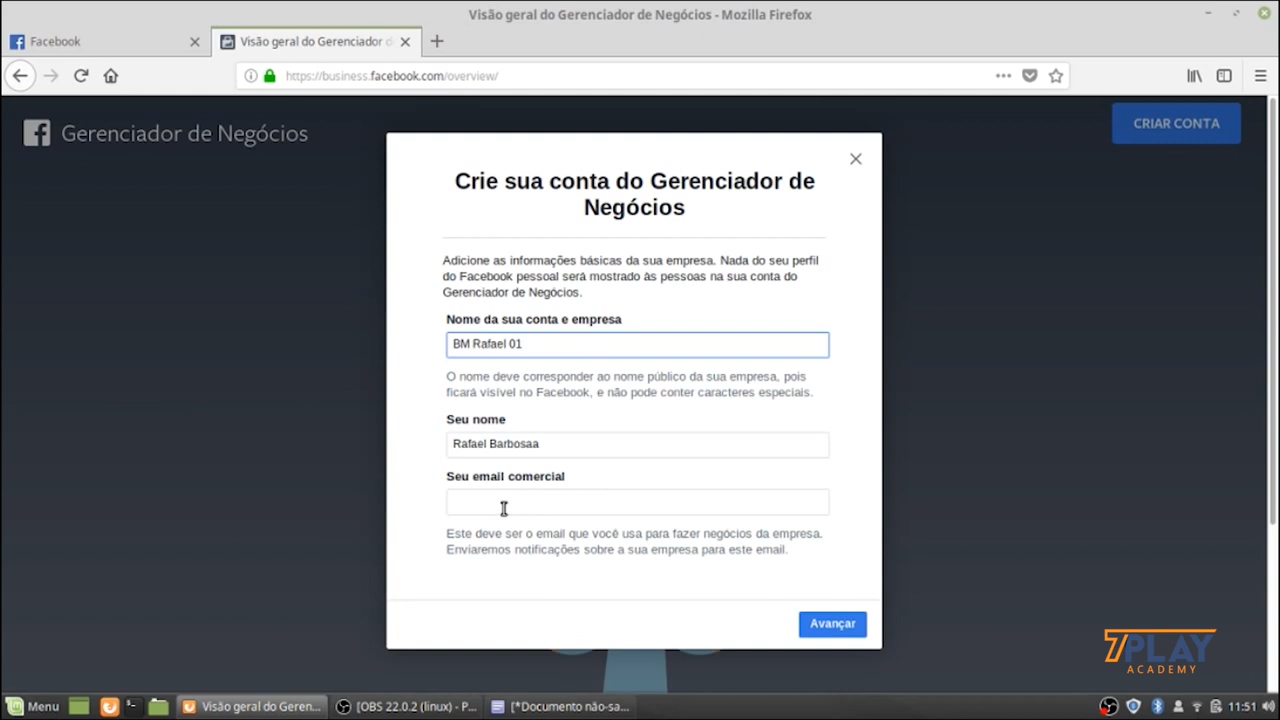 Visão geral do Gerenciador de Negócios - Mozilla Firefox
Facebook
Visão geral do Gerenciador d
https://business.facebook.com/overview/
Gerenciador de Negócios
CRIAR CONTA
Crie sua conta do Gerenciador de
Negócios
Adicione as informações básicas da sua empresa. Nada do seu perfil
do Facebook pessoal será mostrado às pessoas na sua conta do
Gerenciador de Negócios.
Nome da sua conta e empresa
BM Rafael 01
O nome deve corresponder ao nome público da sua empresa, pois
ficará visível no Facebook, e não pode conter caracteres especiais.
Seu nome
Rafael Barbosaa
Seu email comercial
Este deve ser o email que você usa para fazer negócios da empresa.
Enviaremos notificações sobre a sua empresa para este email.
Avançar
7PLAY
ACADEMY
Menu
Visão geral do Geren...
[OBS 22.0.2 (linux) - P...
[*Documento não-sa...
11:51